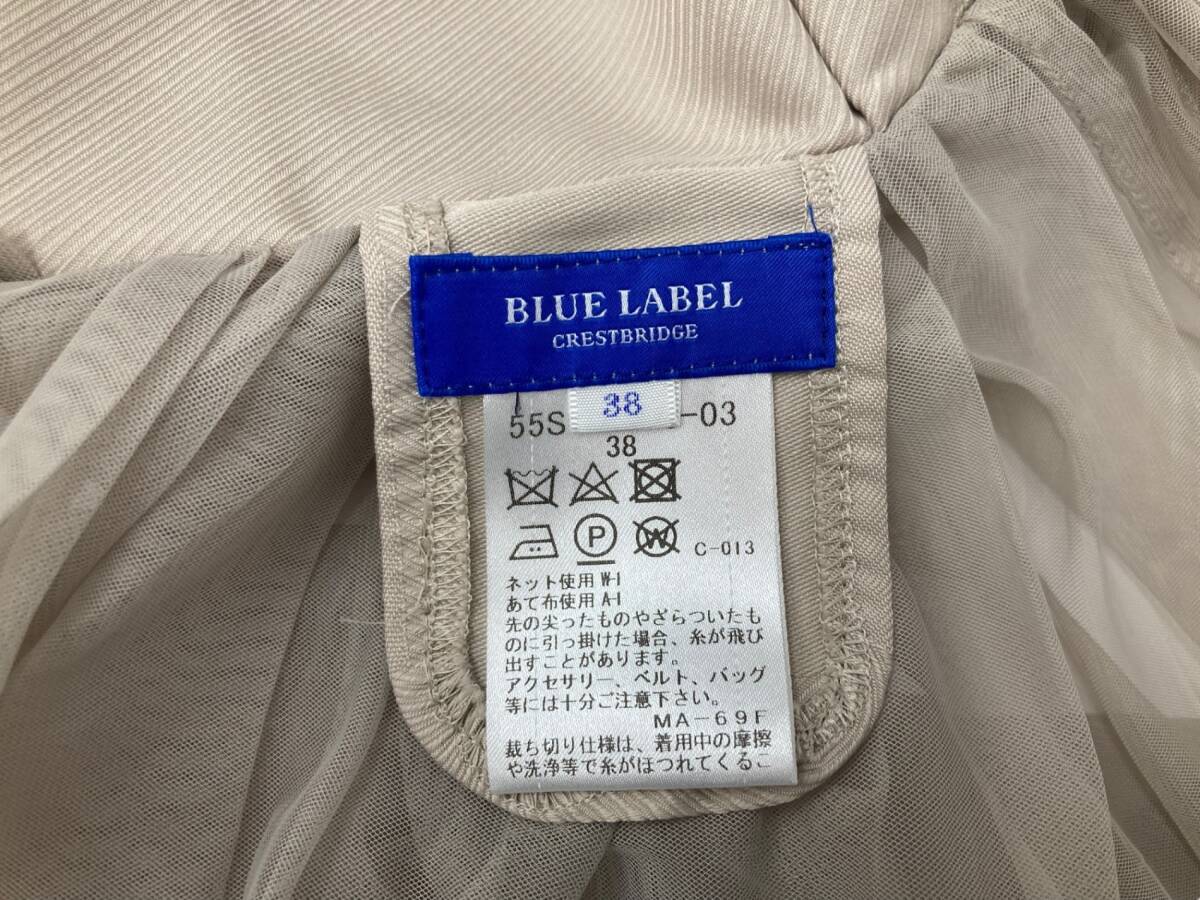 BLUE LABEL
CRESTBRIDGE
38
55S -03
38
P W C-013
ネット使用 W-1
あて布使用 A-1
先の尖ったものやざらついたも
のに引っ掛けた場合、糸が飛び
出すことがあります。
アクセサリー、ベルト、バッグ
等には十分ご注意下さい。
MA-69F
裁ち切り仕様は、着用中の摩擦
や洗浄等で糸がほつれてくるこ